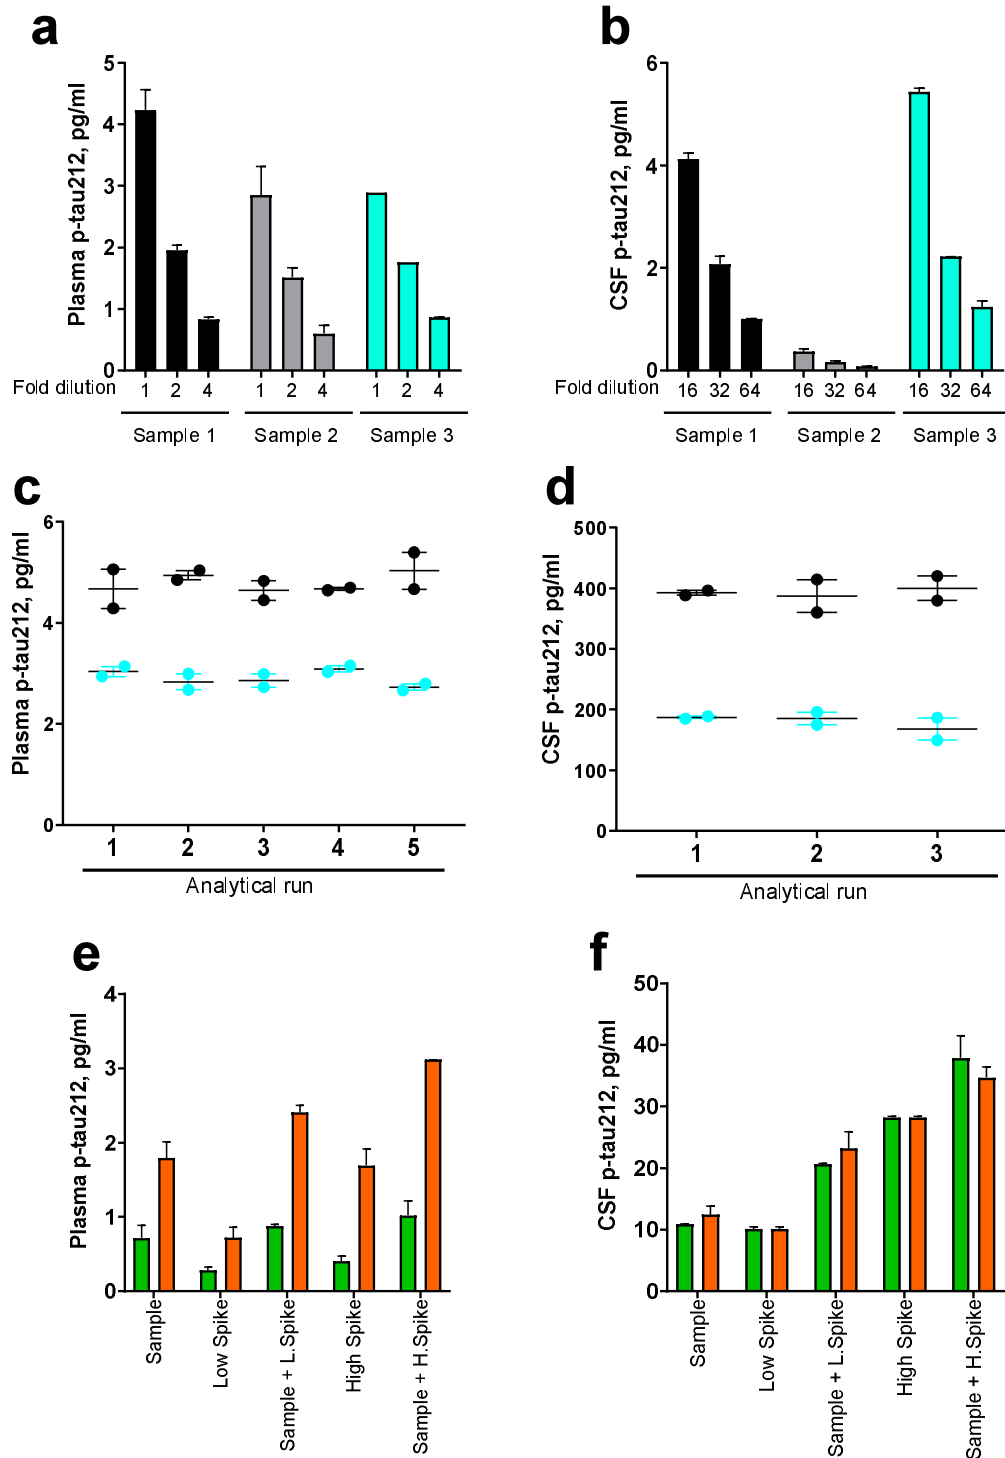 a
Plasma p-tau212, pg/ml
5
4
3
2
1
0
Fold dilution 1 2 4 1 2 4 1 2 4
Sample 1 Sample 2 Sample 3
b
CSF p-tau212, pg/ml
6
4
2
0
16 32 64 16 32 64 16 32 64
Sample 1 Sample 2 Sample 3
c
Plasma p-tau212, pg/ml
6
4
2
0
1 2 3 4 5
Analytical run
d
CSF p-tau212, pg/ml
500
400
300
200
100
0
1 2 3
Analytical run
e
Plasma p-tau212, pg/ml
4
3
2
1
0
Sample
Low Spike
Sample + L.Spike
High Spike
Sample + H.Spike
f
CSF p-tau212, pg/ml
50
40
30
20
10
0
Sample
Low Spike
Sample + L.Spike
High Spike
Sample + H.Spike